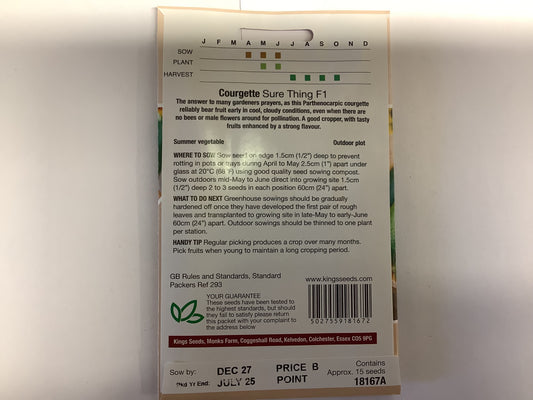 J F M A M J J A S O N D
SOW
PLANT
HARVEST
Courgette Sure Thing F1
The answer to many gardeners prayers, as this Parthenocarpic courgette
reliably bear fruit early in cool, cloudy conditions, even when there are
no bees or male flowers around for pollination. A good cropper, with tasty
fruits enhanced by a strong flavour.
Summer vegetable Outdoor plot
WHERE TO SOW Sow seed on edge 1.5cm (1/2") deep to prevent
rotting in pots or trays during April to May 2.5cm (1") apart under
glass at 20°C (68°F) using good quality seed sowing compost.
Sow outdoors mid-May to June direct into growing site 1.5cm
(1/2") deep 2 to 3 seeds in each position 60cm (24") apart.
WHAT TO DO NEXT Greenhouse sowings should be gradually
hardened off once they have developed the first pair of rough
leaves and transplanted to growing site in late-May to early-June
60cm (24") apart. Outdoor sowings should be thinned to one plant
per station.
HANDY TIP Regular picking produces a crop over many months.
Pick fruits when young to maintain a long cropping period.
GB Rules and Standards, Standard
Packers Ref 293
www.kingsseeds.com
YOUR GUARANTEE
These seeds have been tested to
the highest standards, but should
they fail to satisfy please return
this packet with your complaint to
the address below
5027559181672
Kings Seeds, Monks Farm, Coggeshall Road, Kelvedon, Colchester, Essex CO5 9PG
Sow by: DEC 27 PRICE B Contains
Approx. 15 seeds
Pkd Yr End: JULY 25 POINT 18167A